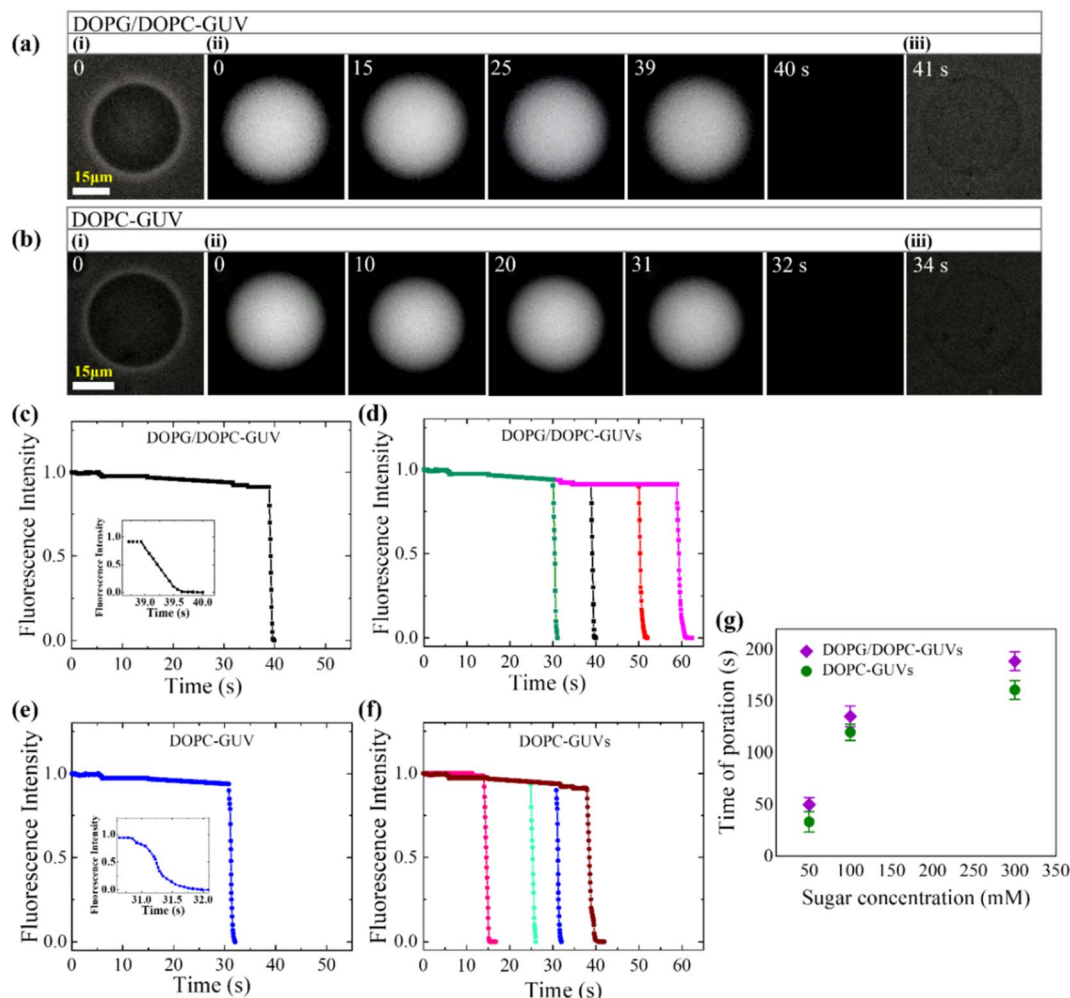 DOPG/DOPC-GUV
(a)
(i) (ii) (iii)
0 0 15 25 39 40 s 41 s
15µm
DOPC-GUV
(b)
(i) (ii) (iii)
0 0 10 20 31 32 s 34 s
15µm
(c)
DOPG/DOPC-GUV
Fluorescence Intensity
1.0
0.5
0.0
Fluorescence Intensity
1.0
0.5
0.0
39.0 39.6 40.0
Time (s)
0 10 20 30 40 50
Time (s)
(d)
DOPG/DOPC-GUVs
Fluorescence Intensity
1.0
0.5
0.0
0 10 20 30 40 50 60
Time (s)
(e)
DOPC-GUV
Fluorescence Intensity
1.0
0.5
0.0
Fluorescence Intensity
1.0
0.5
0.0
31.0 31.5 32.0
Time (s)
0 10 20 30 40 50
Time (s)
(f)
DOPC-GUVs
Fluorescence Intensity
1.0
0.5
0.0
0 10 20 30 40 50 60
Time (s)
(g)
DOPG/DOPC-GUVs
DOPC-GUVs
Time of poration (s)
200
150
100
50
0
50 100 150 200 250 300 350
Sugar concentration (mM)